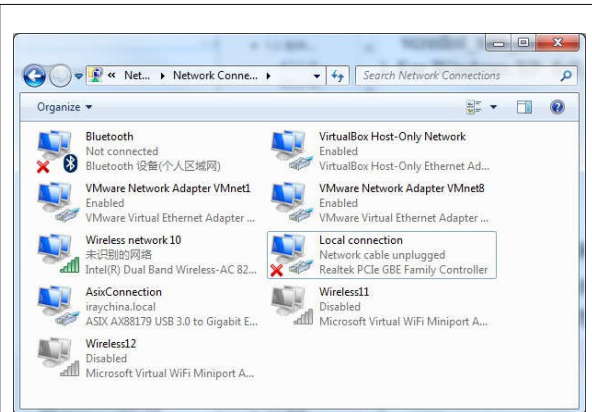 « Net... ▸ Network Conne... ▸
Search Network Connections
Organize
Bluetooth
Not connected
Bluetooth 设备(个人区域网)
VirtualBox Host-Only Network
Enabled
VirtualBox Host-Only Ethernet Ad...
VMware Network Adapter VMnet1
Enabled
VMware Virtual Ethernet Adapter ...
VMware Network Adapter VMnet8
Enabled
VMware Virtual Ethernet Adapter ...
Wireless network 10
未识别的网络
Intel(R) Dual Band Wireless-AC 82...
Local connection
Network cable unplugged
Realtek PCIe GBE Family Controller
AsixConnection
iraychina.local
ASIX AX88179 USB 3.0 to Gigabit E...
Wireless11
Disabled
Microsoft Virtual WiFi Miniport A...
Wireless12
Disabled
Microsoft Virtual WiFi Miniport A...